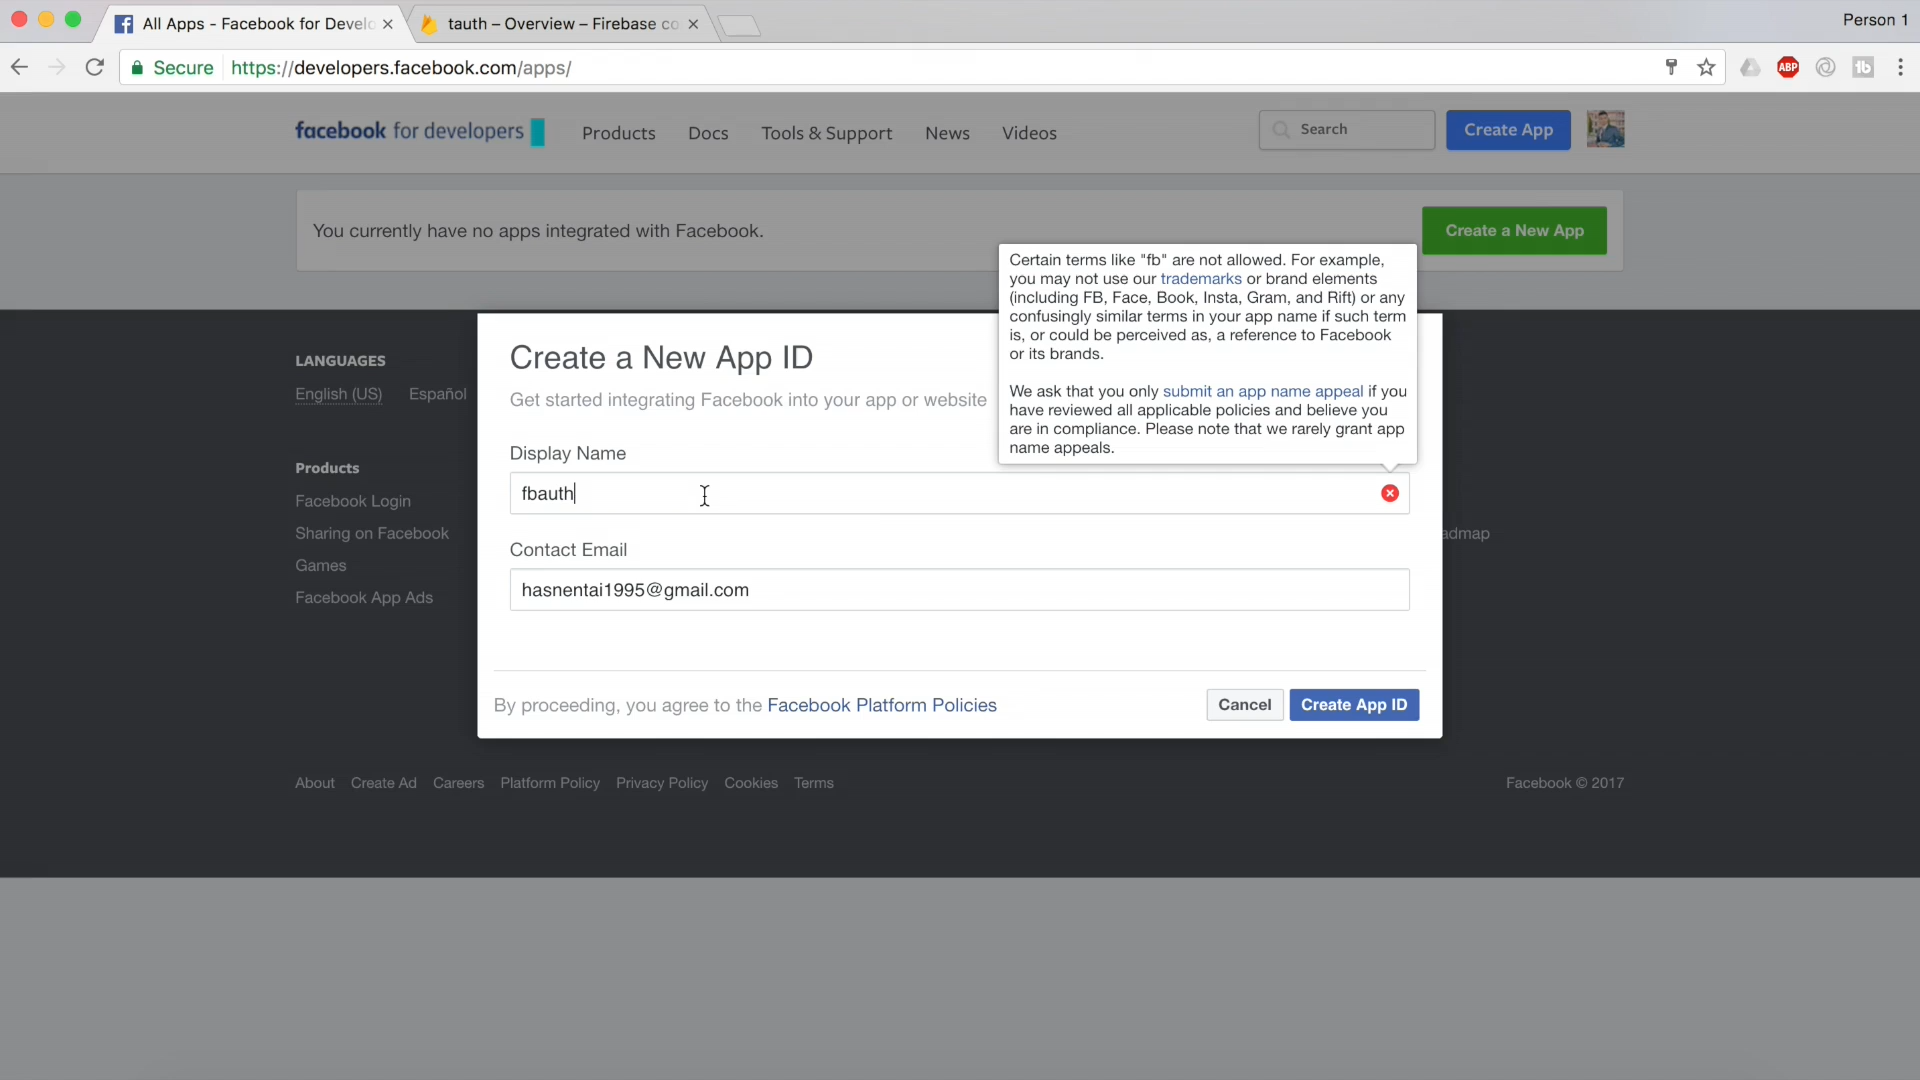 All Apps - Facebook for Develo
tauth – Overview – Firebase co
Person 1
Secure
https://developers.facebook.com/apps/
ABP
facebook for developers
Products
Docs
Tools & Support
News
Videos
Search
Create App
You currently have no apps integrated with Facebook.
Create a New App
Certain terms like "fb" are not allowed. For example,
you may not use our trademarks or brand elements
(including FB, Face, Book, Insta, Gram, and Rift) or any
confusingly similar terms in your app name if such term
is, or could be perceived as, a reference to Facebook
or its brands.
We ask that you only submit an app name appeal if you
have reviewed all applicable policies and believe you
are in compliance. Please note that we rarely grant app
name appeals.
LANGUAGES
English (US)
Español
Products
Facebook Login
Sharing on Facebook
Games
Facebook App Ads
Create a New App ID
Get started integrating Facebook into your app or website
Display Name
fbauth
Contact Email
hasnentai1995@gmail.com
By proceeding, you agree to the Facebook Platform Policies
Cancel
Create App ID
admap
About
Create Ad
Careers
Platform Policy
Privacy Policy
Cookies
Terms
Facebook © 2017